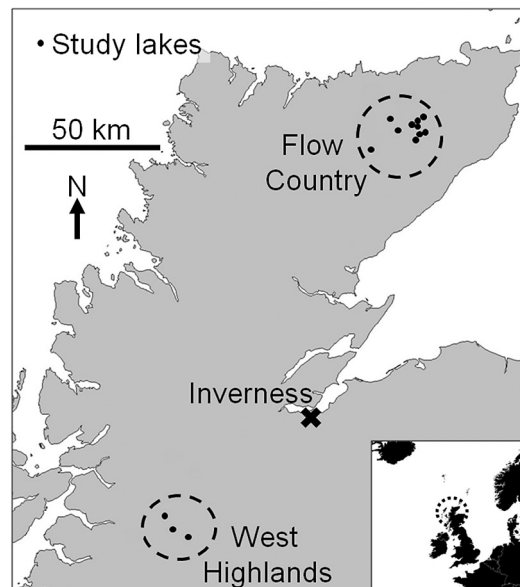 • Study lakes
50 km
N
Flow
Country
Inverness
West
Highlands